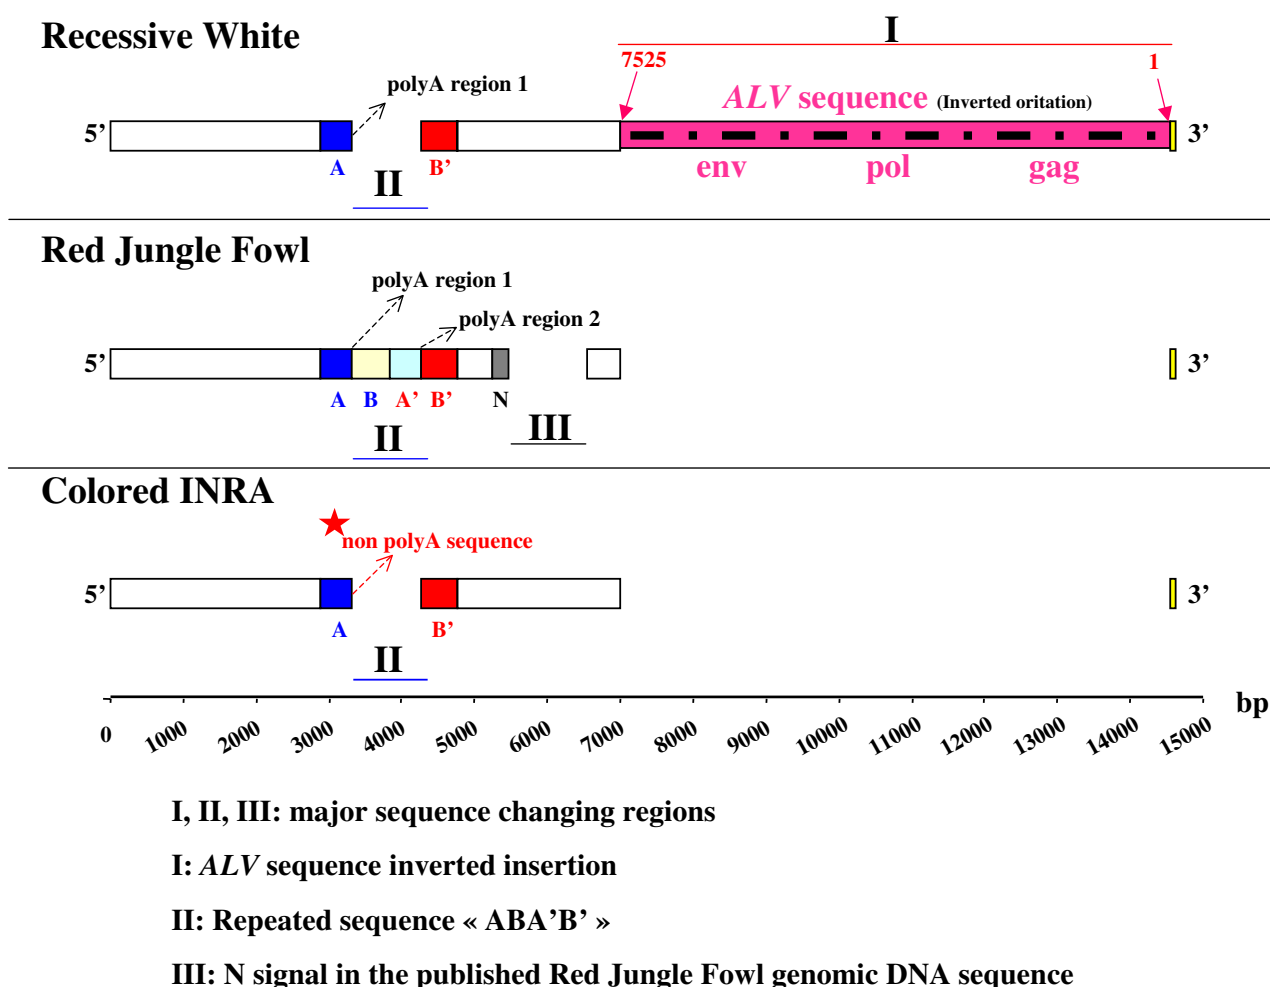 Recessive White
I
7525
1
polyA region 1
ALV sequence (Inverted oritation)
5’
3’
A
B’
env
pol
gag
II
Red Jungle Fowl
polyA region 1
polyA region 2
5’
3’
A
B
A’
B’
N
II
III
Colored INRA
non polyA sequence
5’
3’
A
B’
II
bp
0 1000 2000 3000 4000 5000 6000 7000 8000 9000 10000 11000 12000 13000 14000 15000
I, II, III: major sequence changing regions
I: ALV sequence inverted insertion
II: Repeated sequence « ABA’B’ »
III: N signal in the published Red Jungle Fowl genomic DNA sequence